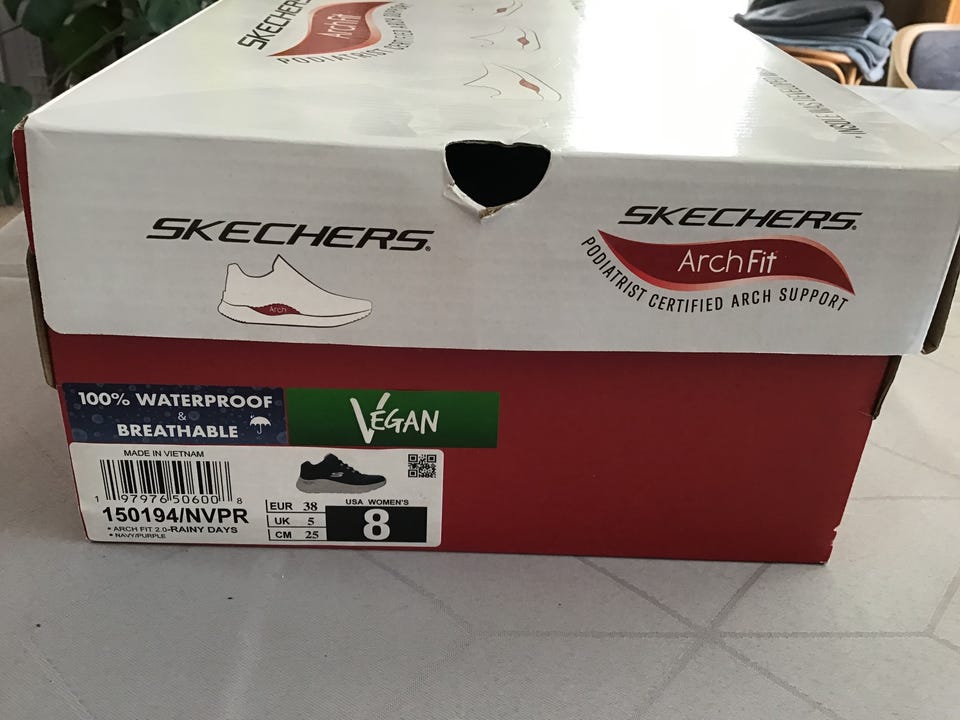 SKECHERS
Arch Fit
PODIATRIST CERTIFIED ARCH SUPPORT
SKECHERS.
Arch
SKECHERS.
Arch Fit
PODIATRIST CERTIFIED ARCH SUPPORT
100% WATERPROOF
&
BREATHABLE
VEGAN
MADE IN VIETNAM
1 97976 50600 8
150194/NVPR
• ARCH FIT 2.0-RAINY DAYS
• NAVY/PURPLE
EUR 38
UK 5
CM 25
USA WOMEN'S
8